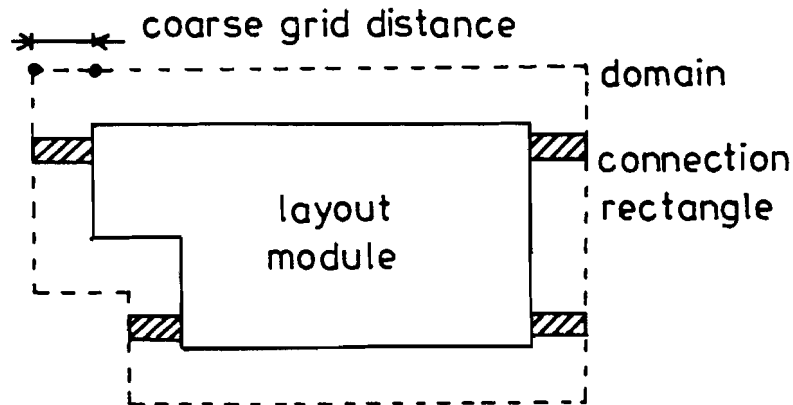 coarse grid distance
domain
connection
rectangle
layout
module